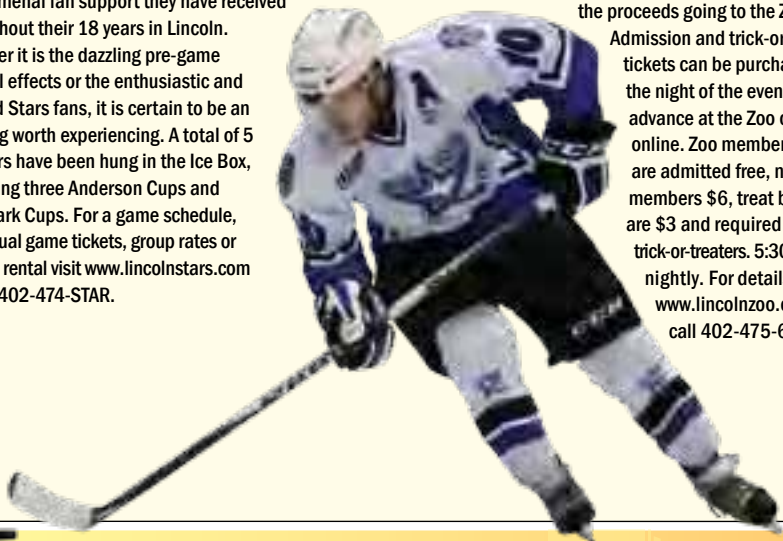 menal fan support they have received
hout their 18 years in Lincoln.
er it is the dazzling pre-game
l effects or the enthusiastic and
d Stars fans, it is certain to be an
g worth experiencing. A total of 5
rs have been hung in the Ice Box,
ing three Anderson Cups and
ark Cups. For a game schedule,
ual game tickets, group rates or
rental visit www.lincolnstars.com
402-474-STAR.
the proceeds going to the Z
Admission and trick-or
tickets can be purcha
the night of the even
advance at the Zoo o
online. Zoo member
are admitted free, n
members $6, treat b
are $3 and required
trick-or-treaters. 5:30
nightly. For detail
www.lincolnzoo.o
call 402-475-6
10
A
CCM